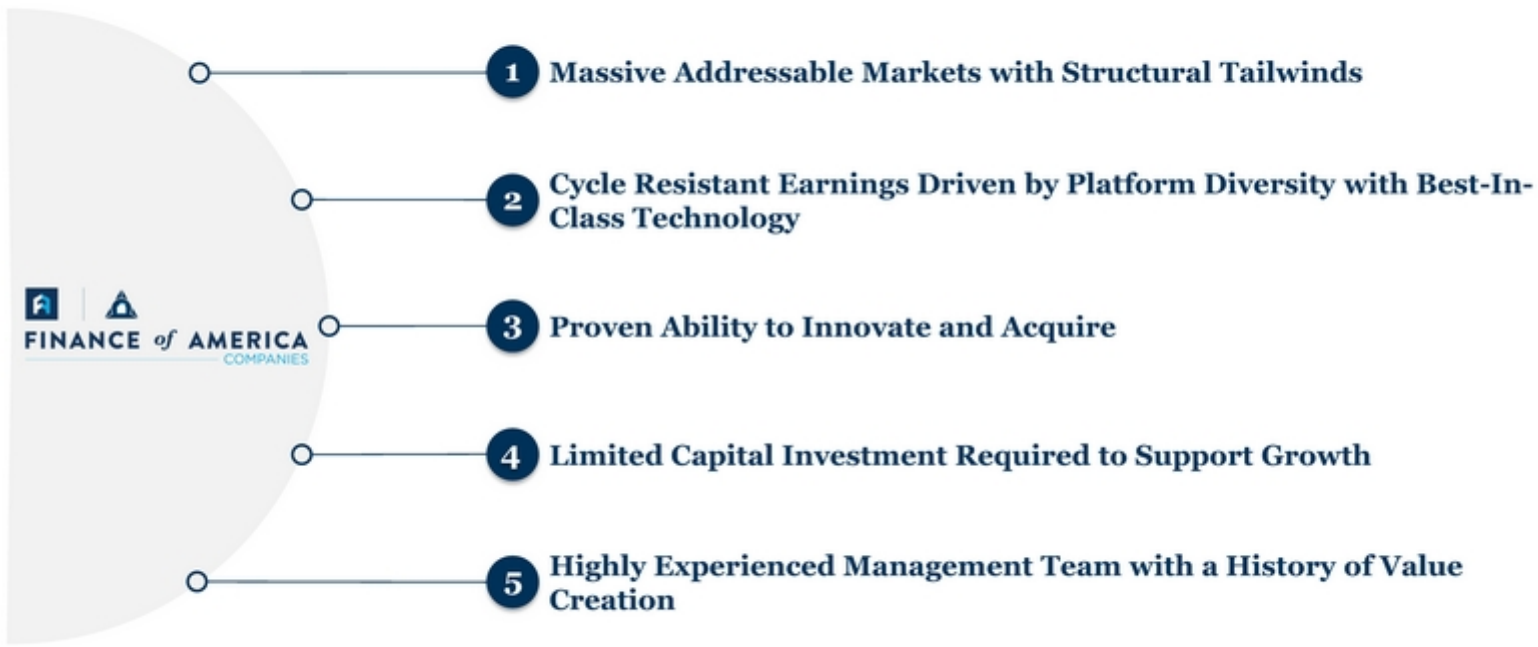 1 Massive Addressable Markets with Structural Tailwinds
2 Cycle Resistant Earnings Driven by Platform Diversity with Best-In-
Class Technology
FINANCE of AMERICA
COMPANIES
3 Proven Ability to Innovate and Acquire
4 Limited Capital Investment Required to Support Growth
5 Highly Experienced Management Team with a History of Value
Creation